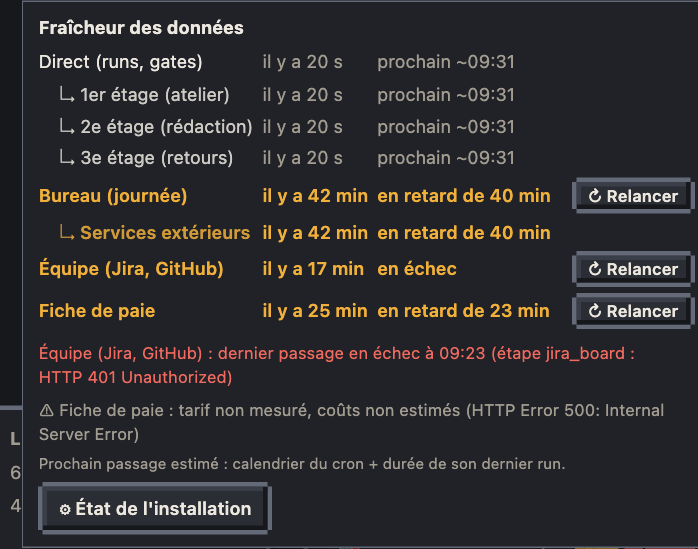 Fraîcheur des données
Direct (runs, gates) il y a 20 s prochain ~09:31
↳ 1er étage (atelier) il y a 20 s prochain ~09:31
↳ 2e étage (rédaction) il y a 20 s prochain ~09:31
↳ 3e étage (retours) il y a 20 s prochain ~09:31
Bureau (journée) il y a 42 min en retard de 40 min ↻ Relancer
↳ Services extérieurs il y a 42 min en retard de 40 min
Équipe (Jira, GitHub) il y a 17 min en échec ↻ Relancer
Fiche de paie il y a 25 min en retard de 23 min ↻ Relancer
Équipe (Jira, GitHub) : dernier passage en échec à 09:23 (étape jira_board :
HTTP 401 Unauthorized)
⚠ Fiche de paie : tarif non mesuré, coûts non estimés (HTTP Error 500: Internal
Server Error)
Prochain passage estimé : calendrier du cron + durée de son dernier run.
⚙ État de l'installation
L
6
4